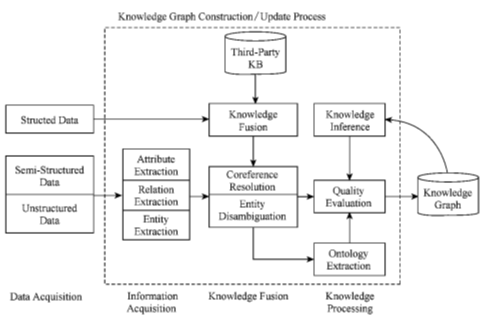 Knowledge Graph Construction/Update Process
Third-Party
KB
Structed Data
Knowledge
Fusion
Knowledge
Inference
Semi-Structured
Data
Unstructured
Data
Attribute
Extraction
Relation
Extraction
Entity
Extraction
Coreference
Resolution
Entity
Disambiguation
Quality
Evaluation
Knowledge
Graph
Ontology
Extraction
Data Acquisition
Information
Acquisition
Knowledge Fusion
Knowledge
Processing